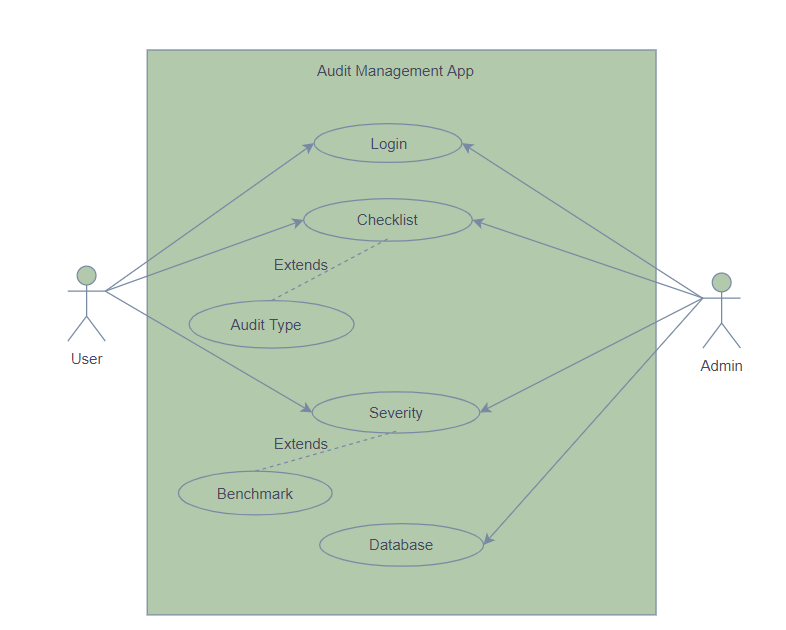 Audit Management App
Login
Checklist
Extends
Audit Type
User
Admin
Severity
Extends
Benchmark
Database